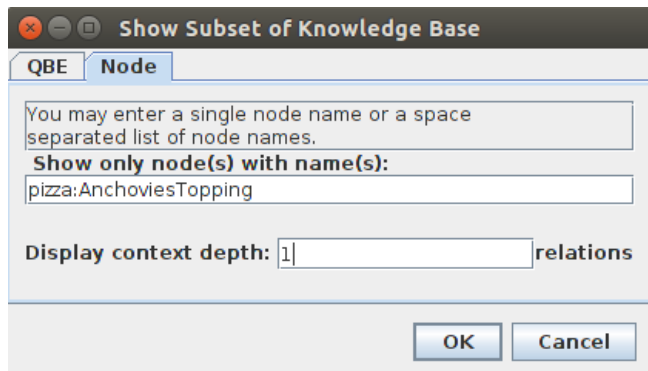 Show Subset of Knowledge Base
QBE Node
You may enter a single node name or a space
separated list of node names.
Show only node(s) with name(s):
pizza:AnchoviesTopping
Display context depth: 1 relations
OK Cancel